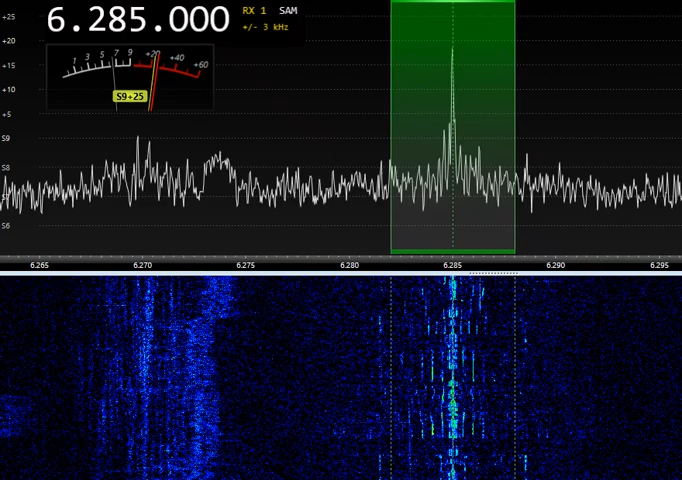 6.285.000
RX 1 SAM
+/- 3 kHz
1 3 5 7 9 +20 +40 +60
S9+25
+25
+20
+15
+10
+5
S9
S8
S6
6.265 6.270 6.275 6.280 6.285 6.290 6.295